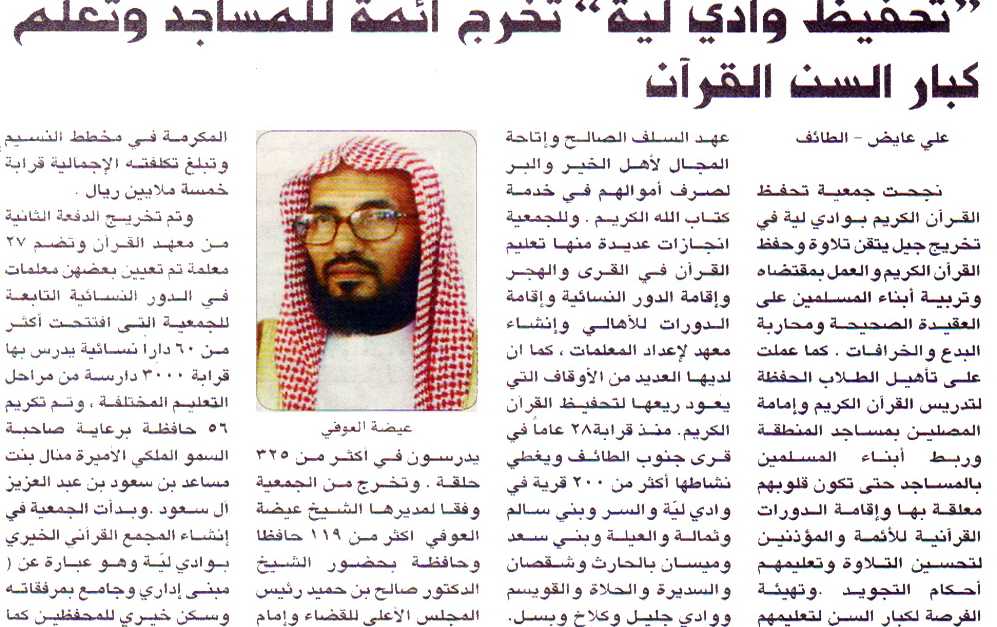 ”تحفيظ وادي لية“ تخرج أئمة للمساجد وتعلم
كبار السن القرآن
علي عايض - الطائف
نجحت جمعية تحفظ
القرآن الكريم بوادي لية في
تخريج جيل يتقن تلاوة وحفظ
القرآن الكريم والعمل بمقتضاه
وتربية أبناء المسلمين على
العقيدة الصحيحة ومحاربة
البدع والخرافات . كما عملت
على تأهيل الطلاب الحفظة
لتدريس القرآن الكريم وإمامة
المصلين بمساجد المنطقة
وربط أبناء المسلمين
بالمساجد حتى تكون قلوبهم
معلقة بها وإقامة الدورات
القرآنية للأئمة والمؤذنين
لتحسين التلاوة وتعليمهم
أحكام التجويد .وتهيئة
الفرصة لكبار السن لتعليمهم
عهد السلف الصالح وإتاحة
المجال لأهل الخير والبر
لصرف أموالهم في خدمة
كتاب الله الكريم . وللجمعية
انجازات عديدة منها تعليم
القرآن في القرى والهجر
وإقامة الدور النسائية وإقامة
الدورات للأهالي وإنشاء
معهد لإعداد المعلمات ، كما ان
لديها العديد من الأوقاف التي
يعود ريعها لتحفيظ القرآن
الكريم. منذ قرابة ٢٨ عاماً في
قرى جنوب الطائف ويغطي
نشاطها أكثر من ٢٠٠ قرية في
وادي ليّة والسر وبني سالم
وثمالة والعيلة وبني سعد
وميسان بالحارث وشقصان
والسديرة والحلاة والقويسم
ووادي جليل وكلاخ وبسل.
عيضة العوفي
يدرسون في أكثر من ٣٢٥
حلقة . وتخرج من الجمعية
وفقا لمديرها الشيخ عيضة
العوفي اكثر من ١١٩ حافظا
وحافظة بحضور الشيخ
الدكتور صالح بن حميد رئيس
المجلس الأعلى للقضاء وإمام
المكرمة في مخطط النسيم
وتبلغ تكلفته الإجمالية قرابة
خمسة ملايين ريال .
وتم تخريج الدفعة الثانية
من معهد القرآن وتضم ٢٧
معلمة تم تعيين بعضهن معلمات
في الدور النسائية التابعة
للجمعية التي افتتحت أكثر
من ٦٠ داراً نسائية يدرس بها
قرابة ٣٠٠٠ دارسة من مراحل
التعليم المختلفة ، وتم تكريم
٥٦ حافظة برعاية صاحبة
السمو الملكي الاميرة منال بنت
مساعد بن سعود بن عبد العزيز
آل سعود .وبدأت الجمعية في
إنشاء المجمع القرآني الخيري
بوادي ليّة وهو عبارة عن (
مبنى إداري وجامع بمرفقاته
وسكن خيري للمحفظين كما